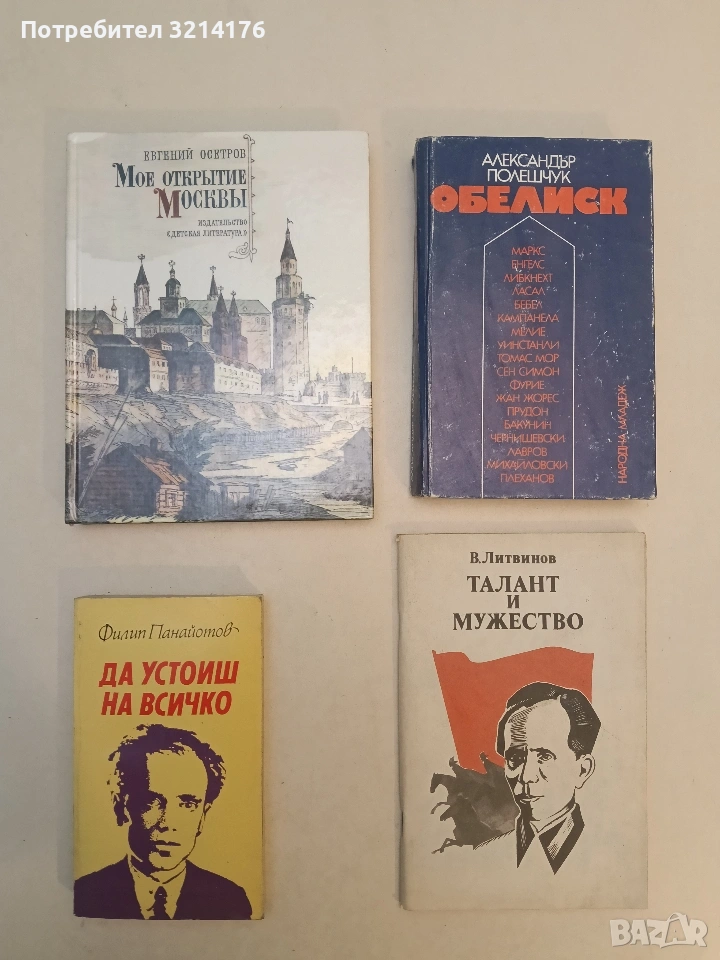 Потребител 3214176
ЕВГЕНИЙ ОСЕТРОВ
МОЕ ОТКРЫТИЕ
МОСКВЫ
ИЗДАТЕЛЬСТВО
«ДЕТСКАЯ ЛИТЕРАТУРА»
АЛЕКСАНДЪР
ПОЛЕШЧУК
ОБЕЛИСК
МАРКС
ЕНГЕЛС
ЛИБКНЕХТ
ЛАСАЛ
БЕБЕЛ
КАМПАНЕЛА
МЕЛИЕ
УИНСТАНЛИ
ТОМАС МОР
СЕН СИМОН
ФУРИЕ
ЖАН ЖОРЕС
ПРУДОН
БАКУНИН
ЧЕРНИШЕВСКИ
ЛАВРОВ
МИХАЙЛОВСКИ
ПЛЕХАНОВ
НАРОДНА МЛАДЕЖ
Филип Панайотов
ДА УСТОИШ
НА ВСИЧКО
В. ЛИТВИНОВ
ТАЛАНТ
И
МУЖЕСТВО
BAZAR